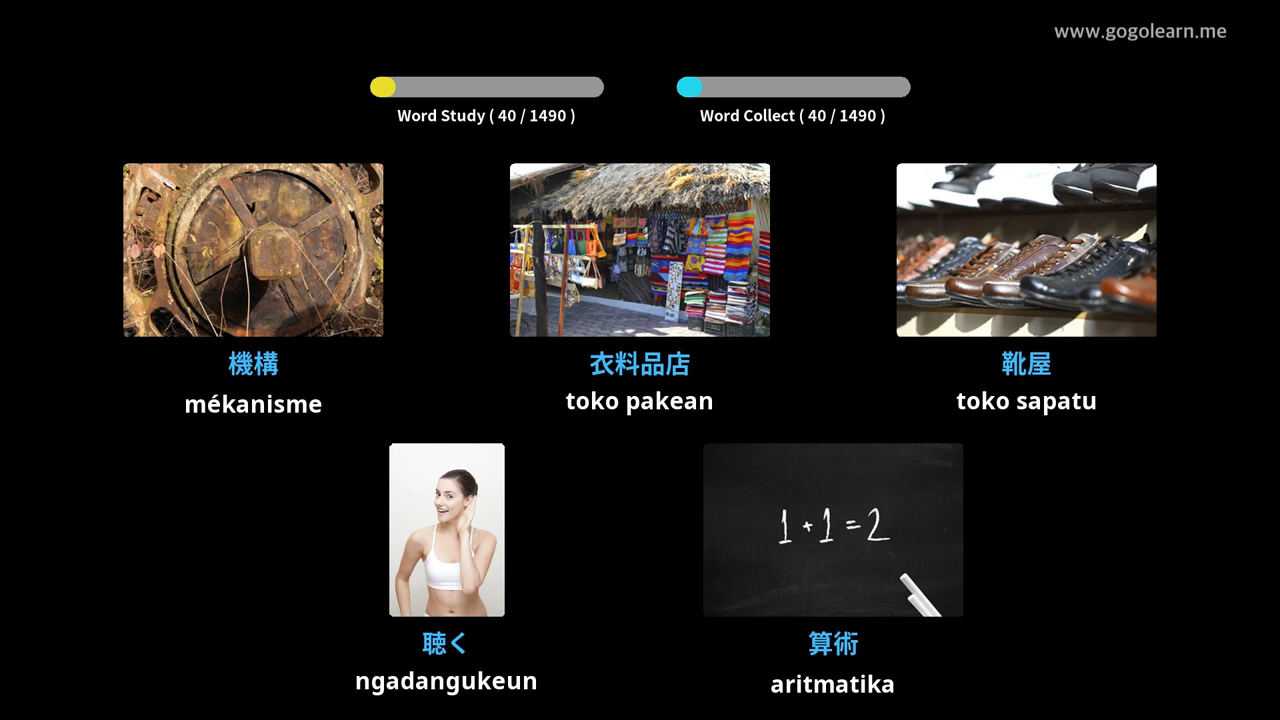 www.gogolearn.me
Word Study ( 40 / 1490 )
Word Collect ( 40 / 1490 )
機構
mékanisme
衣料品店
toko pakean
靴屋
toko sapatu
1 + 1 = 2
聴く
ngadangukeun
算術
aritmatika